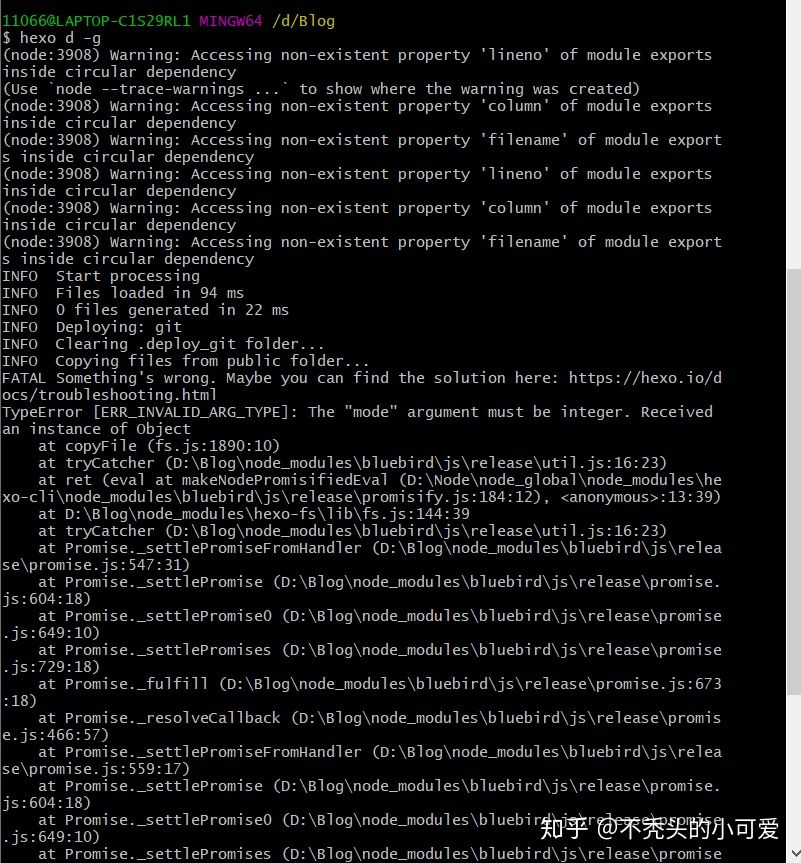 11066@LAPTOP-C1S29RL1 MINGW64 /d/Blog
$ hexo d -g
(node:3908) Warning: Accessing non-existent property 'lineno' of module exports
inside circular dependency
(Use `node --trace-warnings ...` to show where the warning was created)
(node:3908) Warning: Accessing non-existent property 'column' of module exports
inside circular dependency
(node:3908) Warning: Accessing non-existent property 'filename' of module export
s inside circular dependency
(node:3908) Warning: Accessing non-existent property 'lineno' of module exports
inside circular dependency
(node:3908) Warning: Accessing non-existent property 'column' of module exports
inside circular dependency
(node:3908) Warning: Accessing non-existent property 'filename' of module export
s inside circular dependency
INFO  Start processing
INFO  Files loaded in 94 ms
INFO  0 files generated in 22 ms
INFO  Deploying: git
INFO  Clearing .deploy_git folder...
INFO  Copying files from public folder...
FATAL Something's wrong. Maybe you can find the solution here: https://hexo.io/d
ocs/troubleshooting.html
TypeError [ERR_INVALID_ARG_TYPE]: The "mode" argument must be integer. Received
an instance of Object
    at copyFile (fs.js:1890:10)
    at tryCatcher (D:\Blog\node_modules\bluebird\js\release\util.js:16:23)
    at ret (eval at makeNodePromisifiedEval (D:\Node\node_global\node_modules\he
xo-cli\node_modules\bluebird\js\release\promisify.js:184:12), <anonymous>:13:39)
    at D:\Blog\node_modules\hexo-fs\lib\fs.js:144:39
    at tryCatcher (D:\Blog\node_modules\bluebird\js\release\util.js:16:23)
    at Promise._settlePromiseFromHandler (D:\Blog\node_modules\bluebird\js\relea
se\promise.js:547:31)
    at Promise._settlePromise (D:\Blog\node_modules\bluebird\js\release\promise.
js:604:18)
    at Promise._settlePromise0 (D:\Blog\node_modules\bluebird\js\release\promise
.js:649:10)
    at Promise._settlePromises (D:\Blog\node_modules\bluebird\js\release\promise
.js:729:18)
    at Promise._fulfill (D:\Blog\node_modules\bluebird\js\release\promise.js:673
:18)
    at Promise._resolveCallback (D:\Blog\node_modules\bluebird\js\release\promis
e.js:466:57)
    at Promise._settlePromiseFromHandler (D:\Blog\node_modules\bluebird\js\relea
se\promise.js:559:17)
    at Promise._settlePromise (D:\Blog\node_modules\bluebird\js\release\promise.
js:604:18)
    at Promise._settlePromise0 (D:\Blog\node_modules\bluebird\js\release\promise
.js:649:10)
    at Promise._settlePromises (D:\Blog\node_modules\bluebird\js\release\promise
知乎 @不秃头的小可爱